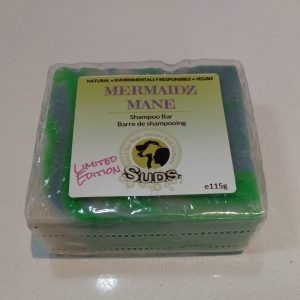 NATURAL • ENVIRONMENTALLY RESPONSIBLE • VEGAN
MERMAIDZ
MANE
Shampoo Bar
Barre de shampooing
LIMITED
EDITION
SUDS
e115g